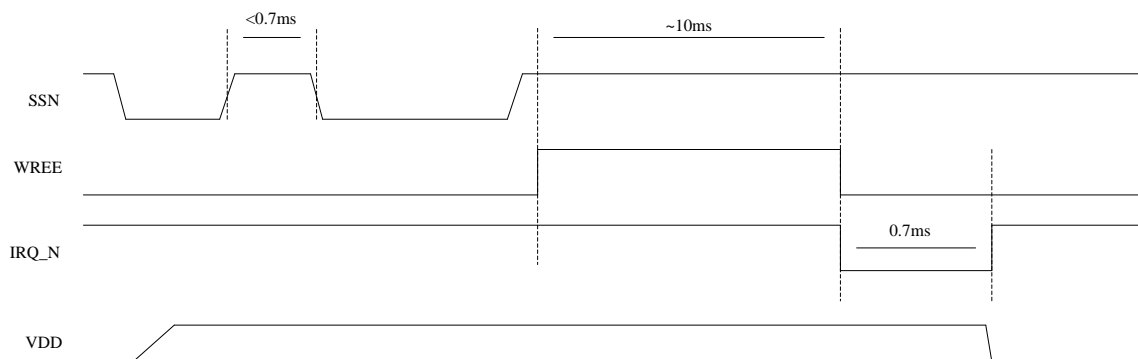 <0.7ms
~10ms
SSN
WREE
0.7ms
IRQ_N
VDD